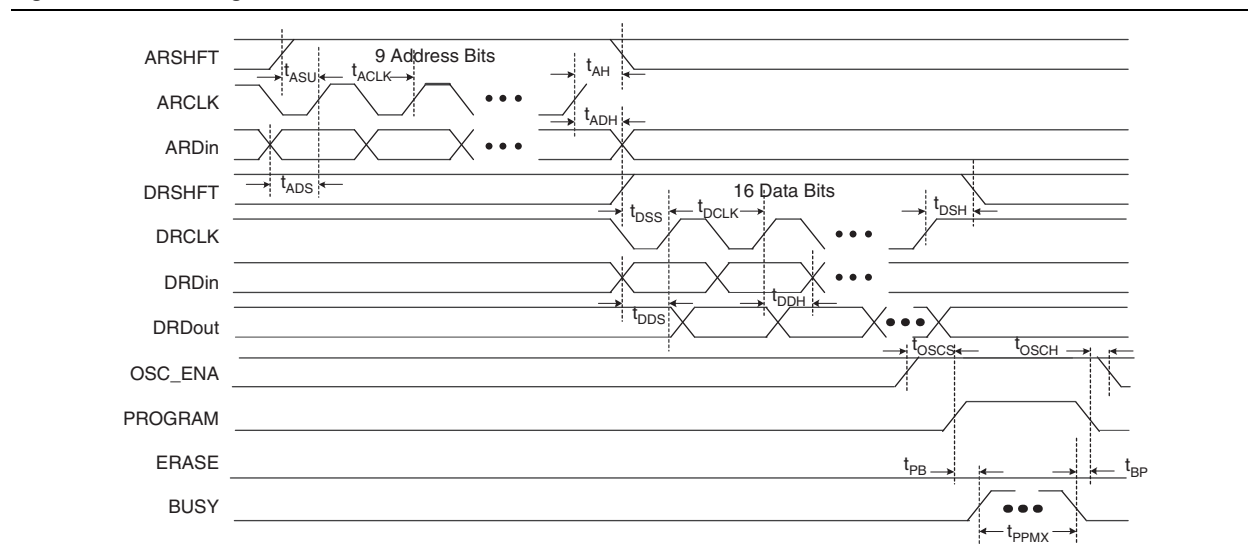 ARSHFT
9 Address Bits
tASU
tACLK
tAH
ARCLK
tADH
ARDin
tADS
DRSHFT
16 Data Bits
tDSS
tDCLK
tDSH
DRCLK
DRDin
tDDS
tDDH
DRDout
tOSCS
tOSCH
OSC_ENA
PROGRAM
ERASE
tPB
tBP
BUSY
tPPMX